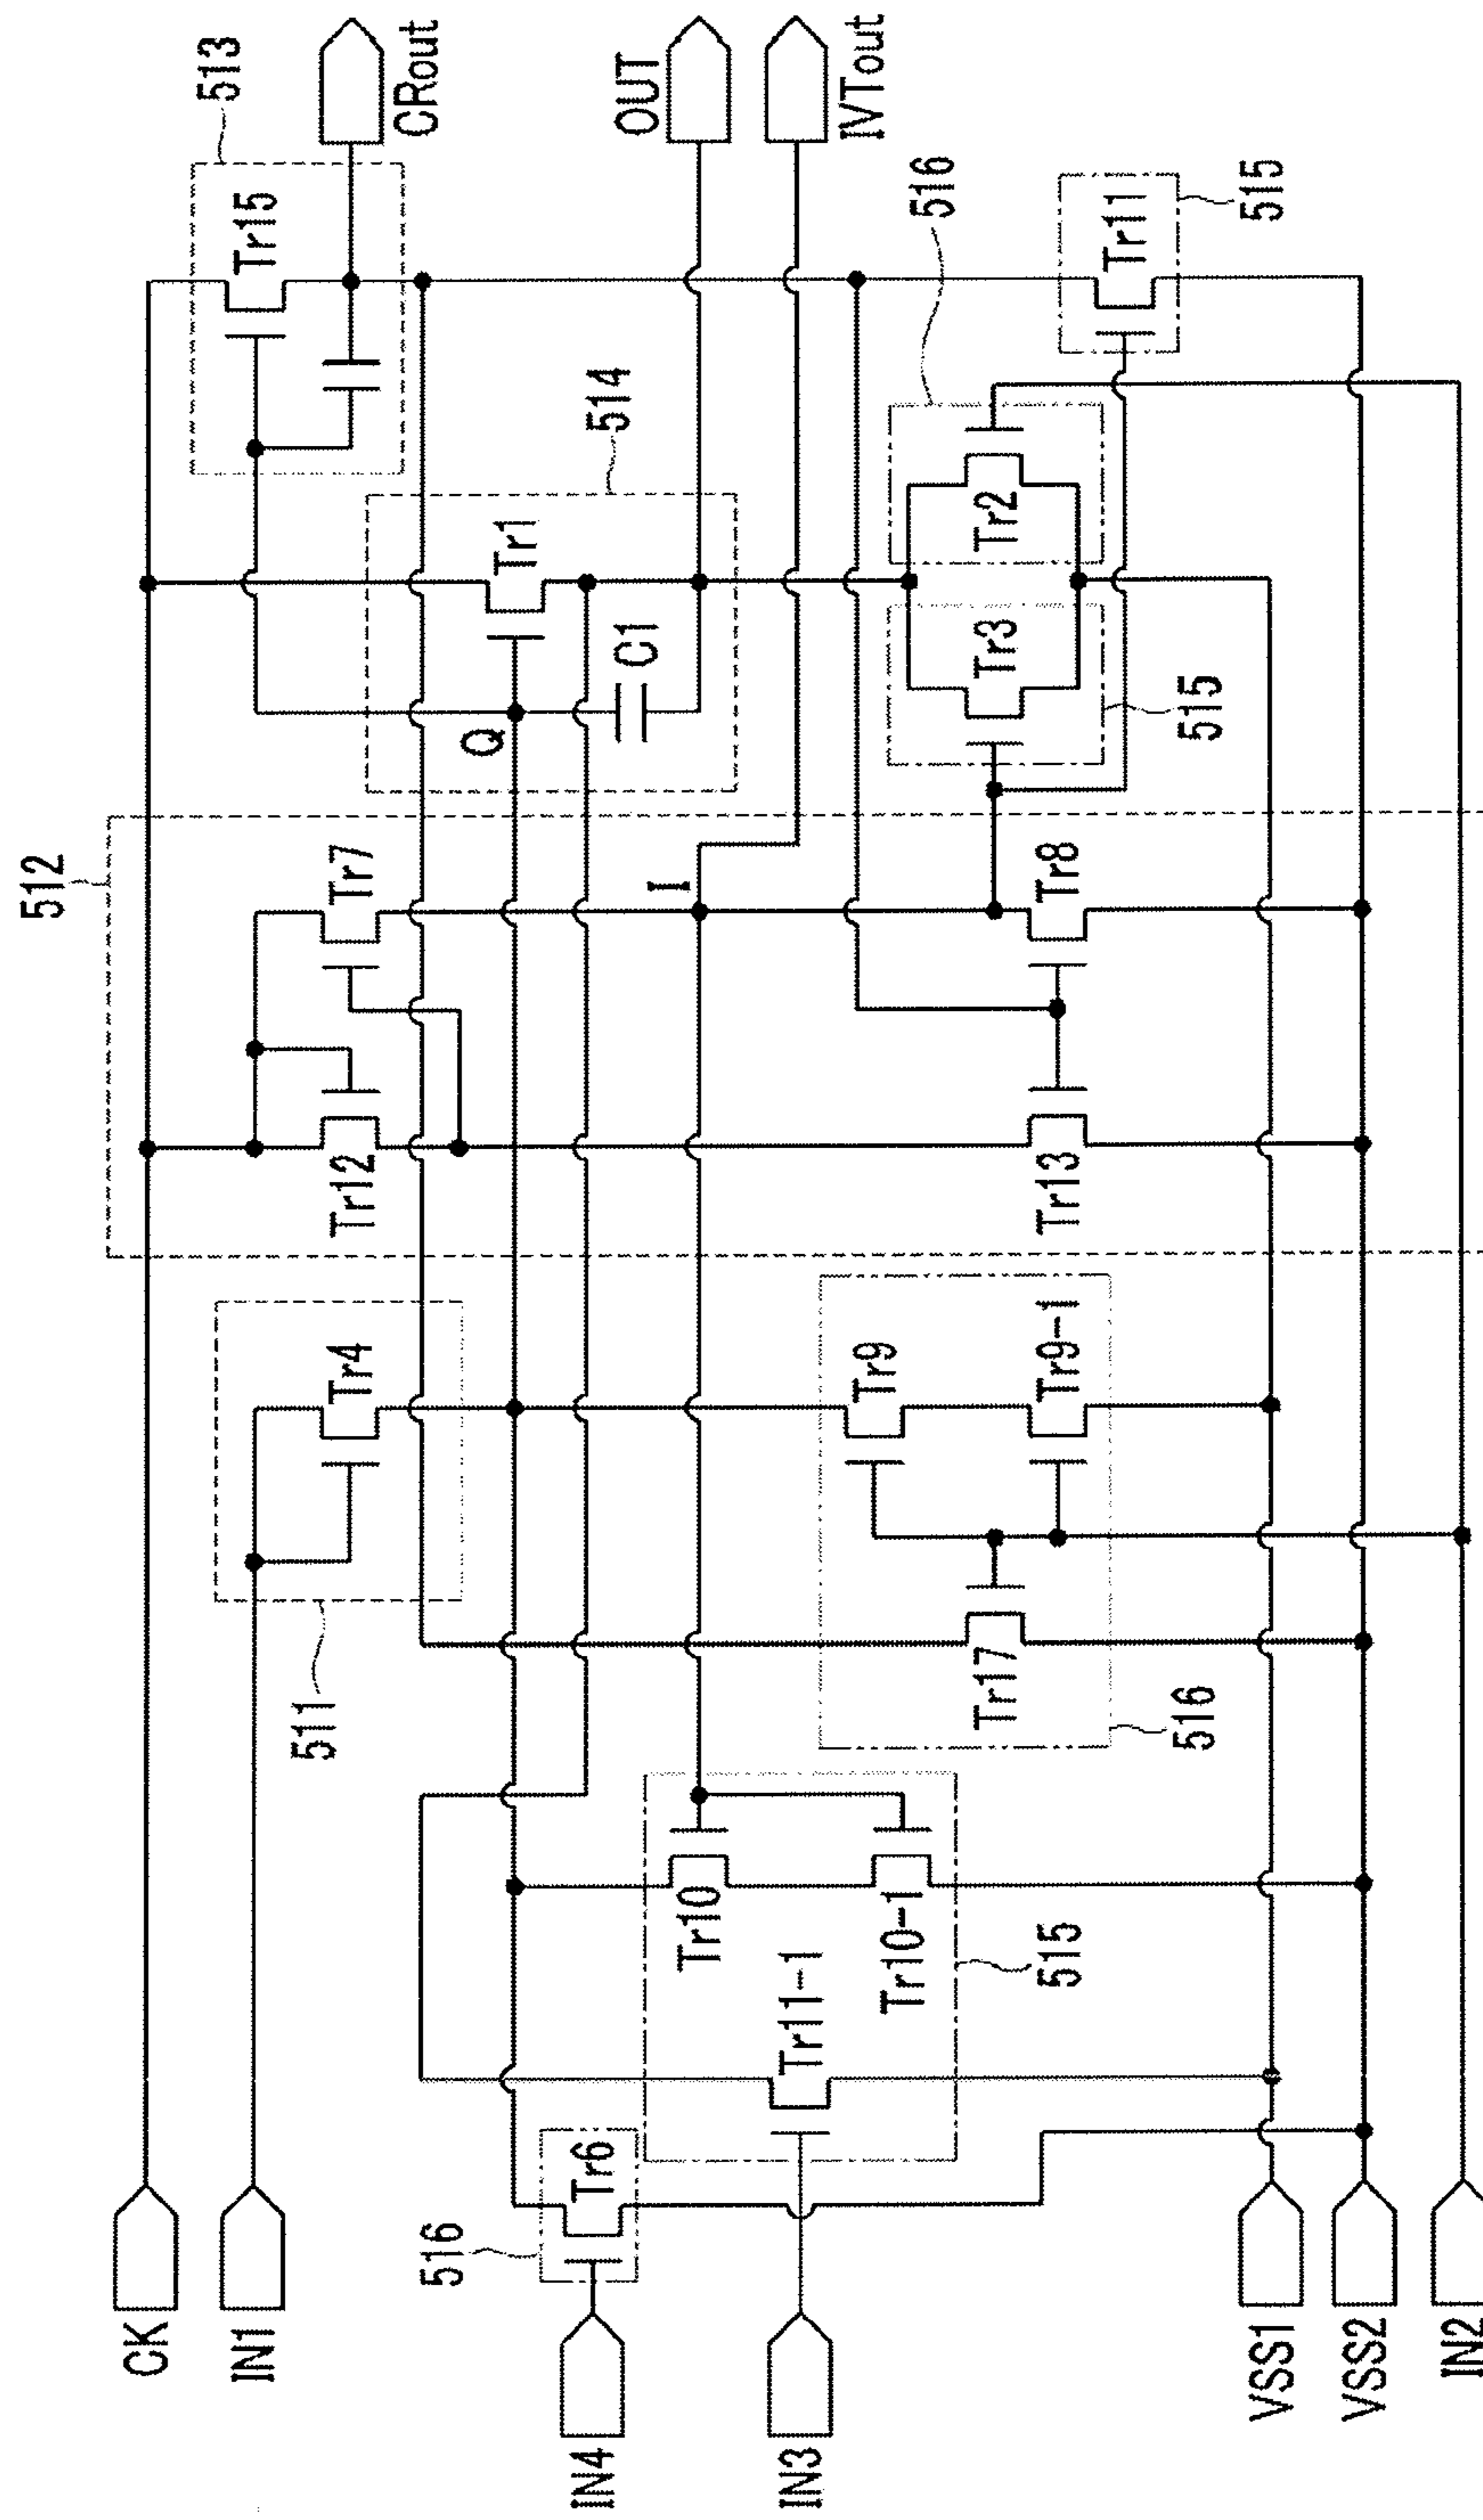 512
513
Tr7
Tr15
CRout
Tr12
511
Tr4
514
Tr1
Q
C1
OUT
I
IVTout
516
Tr6
Tr10
Tr11-1
Tr10-1
515
Tr9
Tr9-1
Tr17
516
Tr8
Tr13
Tr3
Tr2
515
516
Tr11
515
CK
IN1
IN4
IN3
VSS1
VSS2
IN2